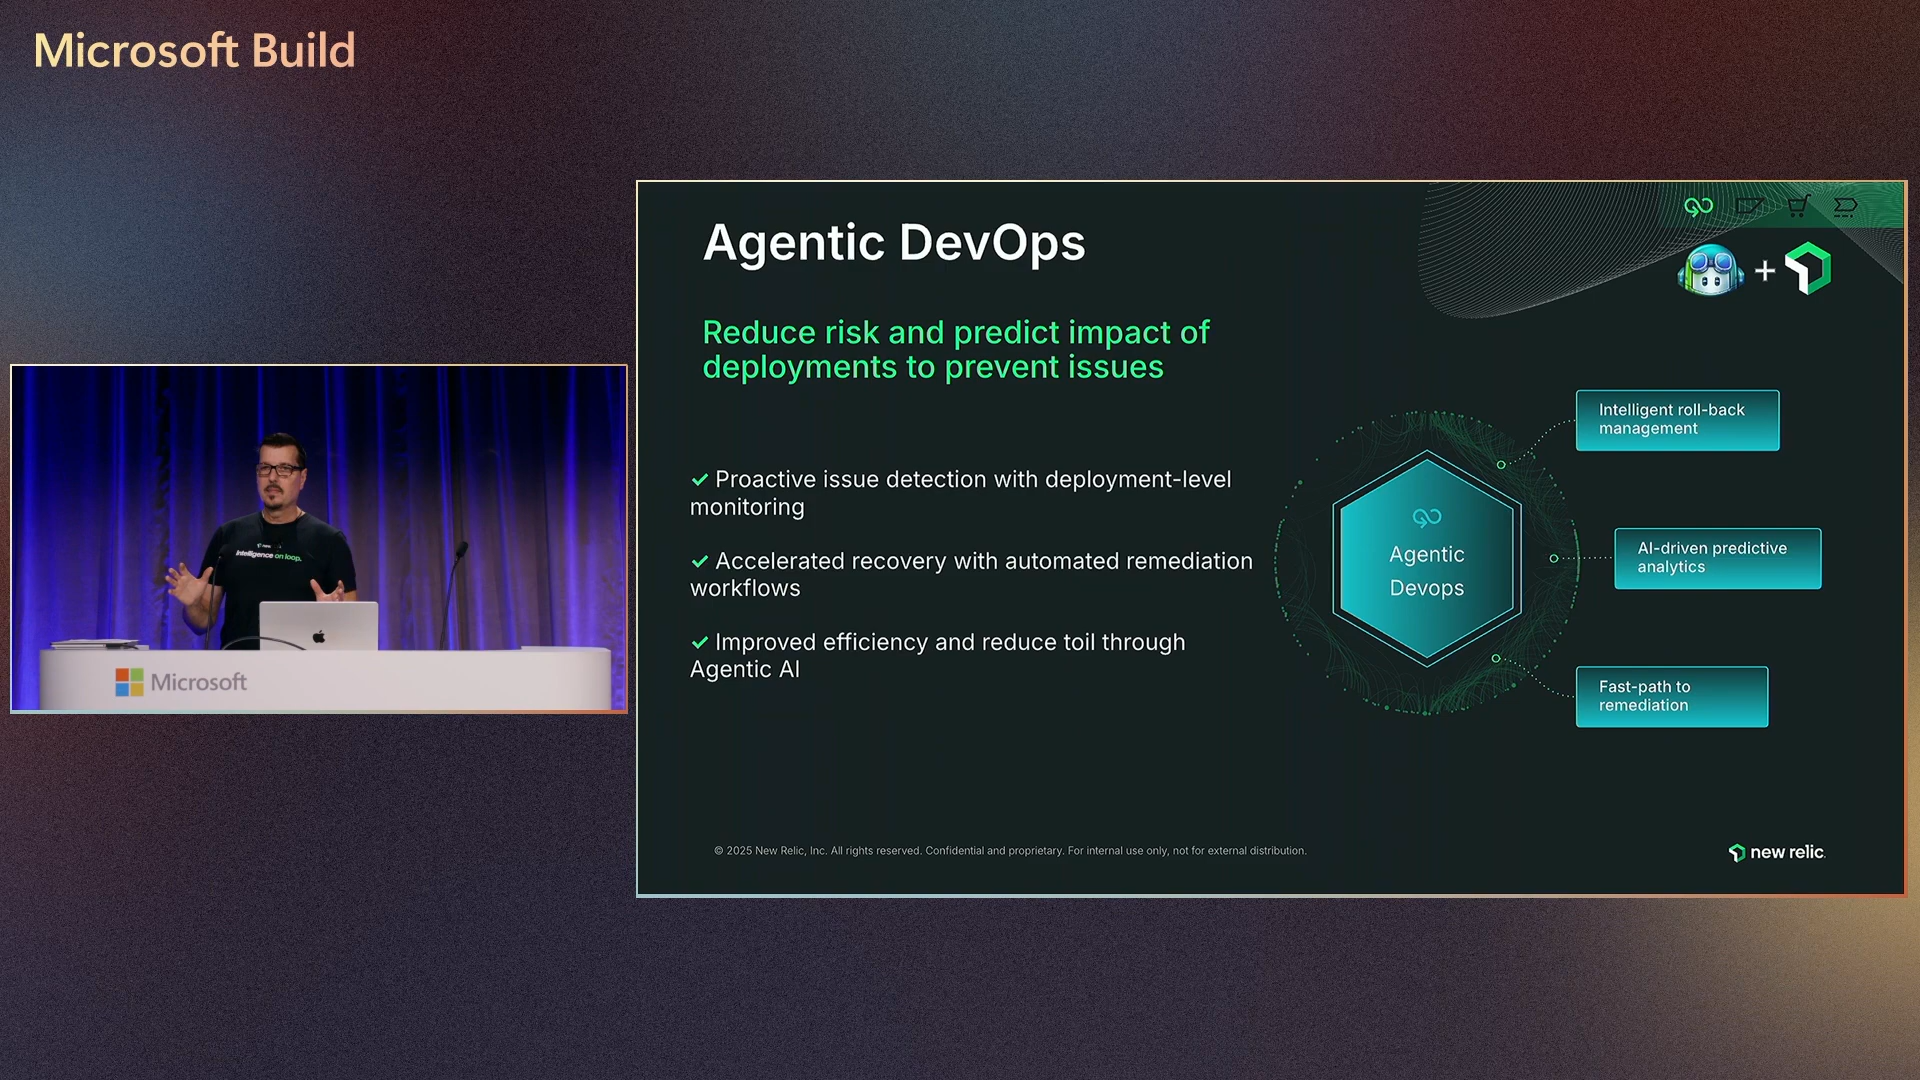 Microsoft Build
Agentic DevOps
Reduce risk and predict impact of
deployments to prevent issues
✓ Proactive issue detection with deployment-level
monitoring
✓ Accelerated recovery with automated remediation
workflows
✓ Improved efficiency and reduce toil through
Agentic AI
Agentic
Devops
Intelligent roll-back
management
AI-driven predictive
analytics
Fast-path to
remediation
© 2025 New Relic, Inc. All rights reserved. Confidential and proprietary. For internal use only, not for external distribution.
new relic.
intelligence on loop.
Microsoft